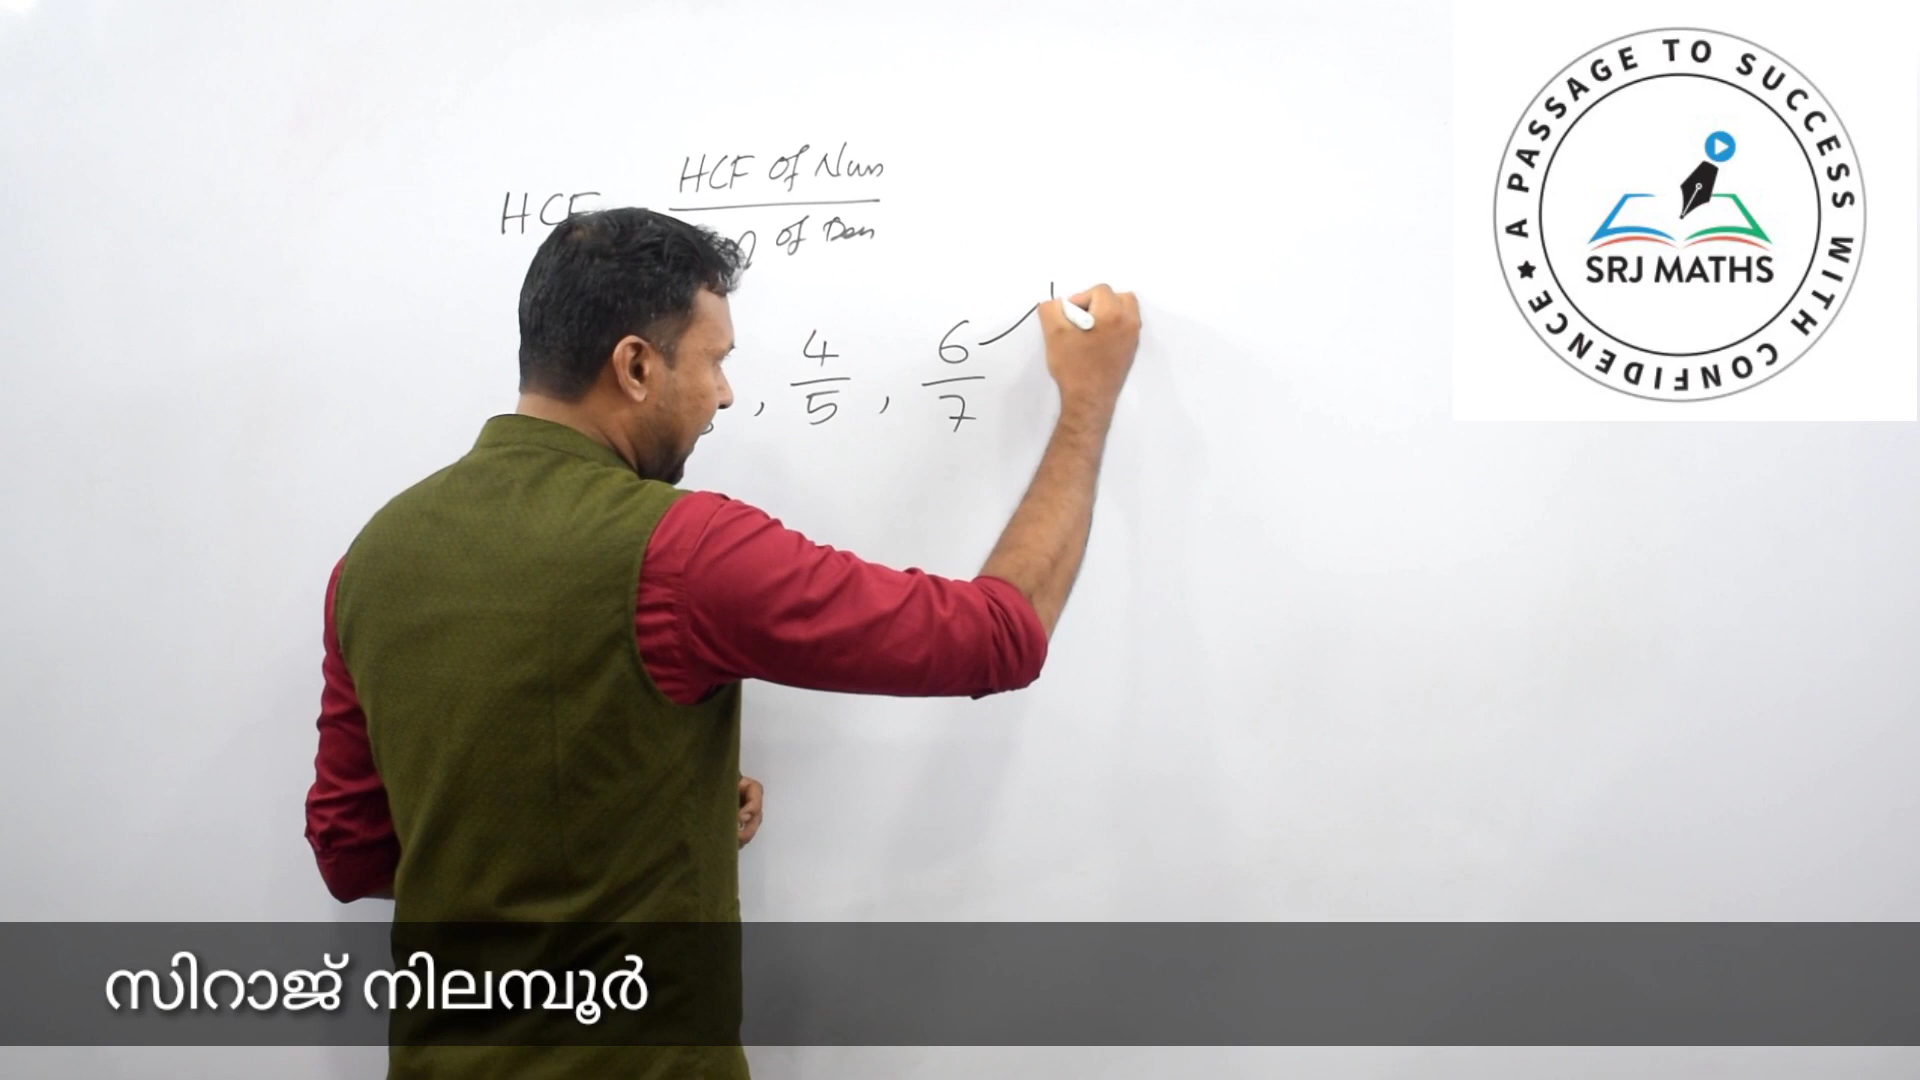 HCF of Num
HCF
of Den
4 6
, 5 , 7
A PASSAGE TO SUCCESS WITH CONFIDENCE
SRJ MATHS
സിറാജ് നിലമ്പൂർ